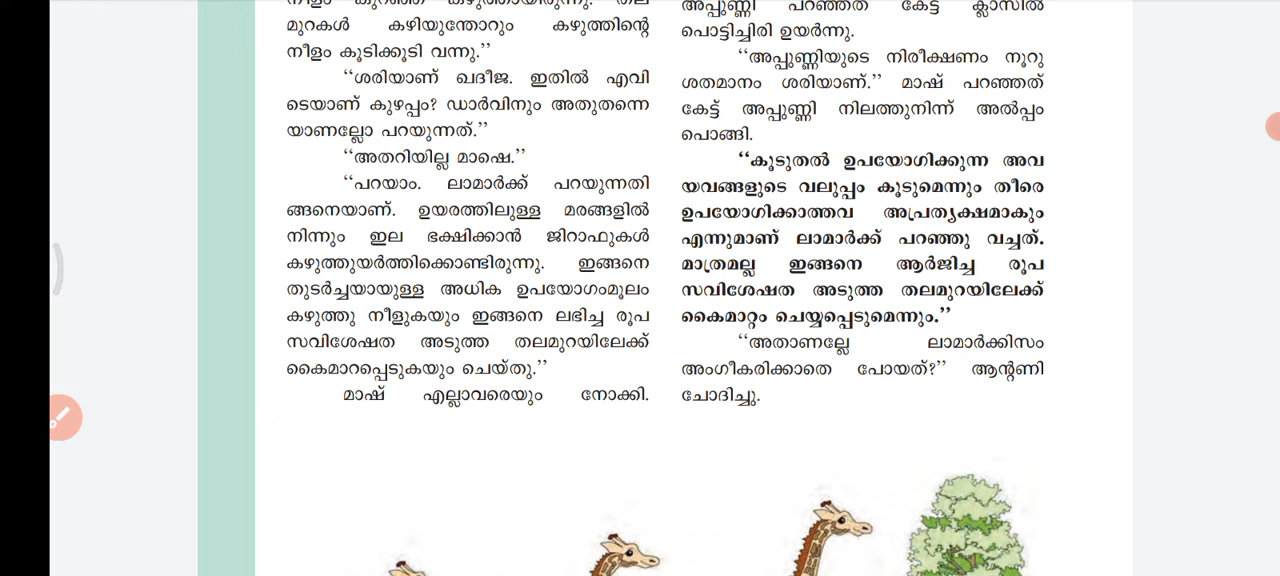 മുറകൾ കഴിയുന്തോറും കഴുത്തിന്റെ
നീളം കൂടിക്കൂടി വന്നു.’’
‘‘ശരിയാണ് ഖദീജ. ഇതിൽ എവി
ടെയാണ് കുഴപ്പം? ഡാർവിനും അതുതന്നെ
യാണല്ലോ പറയുന്നത്.’’
‘‘അതറിയില്ല മാഷെ.’’
‘‘പറയാം. ലാമാർക്ക് പറയുന്നതി
ങ്ങനെയാണ്. ഉയരത്തിലുള്ള മരങ്ങളിൽ
നിന്നും ഇല ഭക്ഷിക്കാൻ ജിറാഫുകൾ
കഴുത്തുയർത്തിക്കൊണ്ടിരുന്നു. ഇങ്ങനെ
തുടർച്ചയായുള്ള അധിക ഉപയോഗംമൂലം
കഴുത്തു നീളുകയും ഇങ്ങനെ ലഭിച്ച രൂപ
സവിശേഷത അടുത്ത തലമുറയിലേക്ക്
കൈമാറപ്പെടുകയും ചെയ്തു.’’
മാഷ് എല്ലാവരെയും നോക്കി.
അപ്പുണ്ണി പറഞ്ഞത് കേട്ട് ക്ലാസിൽ
പൊട്ടിച്ചിരി ഉയർന്നു.
‘‘അപ്പുണ്ണിയുടെ നിരീക്ഷണം നൂറു
ശതമാനം ശരിയാണ്.’’ മാഷ് പറഞ്ഞത്
കേട്ട് അപ്പുണ്ണി നിലത്തുനിന്ന് അൽപ്പം
പൊങ്ങി.
‘‘കൂടുതൽ ഉപയോഗിക്കുന്ന അവ
യവങ്ങളുടെ വലുപ്പം കൂടുമെന്നും തീരെ
ഉപയോഗിക്കാത്തവ അപ്രത്യക്ഷമാകും
എന്നുമാണ് ലാമാർക്ക് പറഞ്ഞു വച്ചത്.
മാത്രമല്ല ഇങ്ങനെ ആർജിച്ച രൂപ
സവിശേഷത അടുത്ത തലമുറയിലേക്ക്
കൈമാറ്റം ചെയ്യപ്പെടുമെന്നും.’’
‘‘അതാണല്ലേ ലാമാർക്കിസം
അംഗീകരിക്കാതെ പോയത്?’’ ആന്റണി
ചോദിച്ചു.